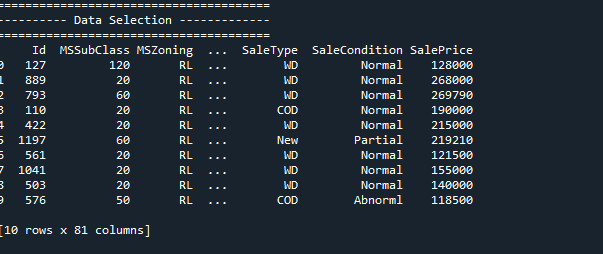 ========================================
---------- Data Selection -------------
========================================
Id MSSubClass MSZoning ... SaleType SaleCondition SalePrice
0 127 120 RL ... WD Normal 128000
1 889 20 RL ... WD Normal 268000
2 793 60 RL ... WD Normal 269790
3 110 20 RL ... COD Normal 190000
4 422 20 RL ... WD Normal 215000
5 1197 60 RL ... New Partial 219210
6 561 20 RL ... WD Normal 121500
7 1041 20 RL ... WD Normal 155000
8 503 20 RL ... WD Normal 140000
9 576 50 RL ... COD Abnorml 118500
[10 rows x 81 columns]